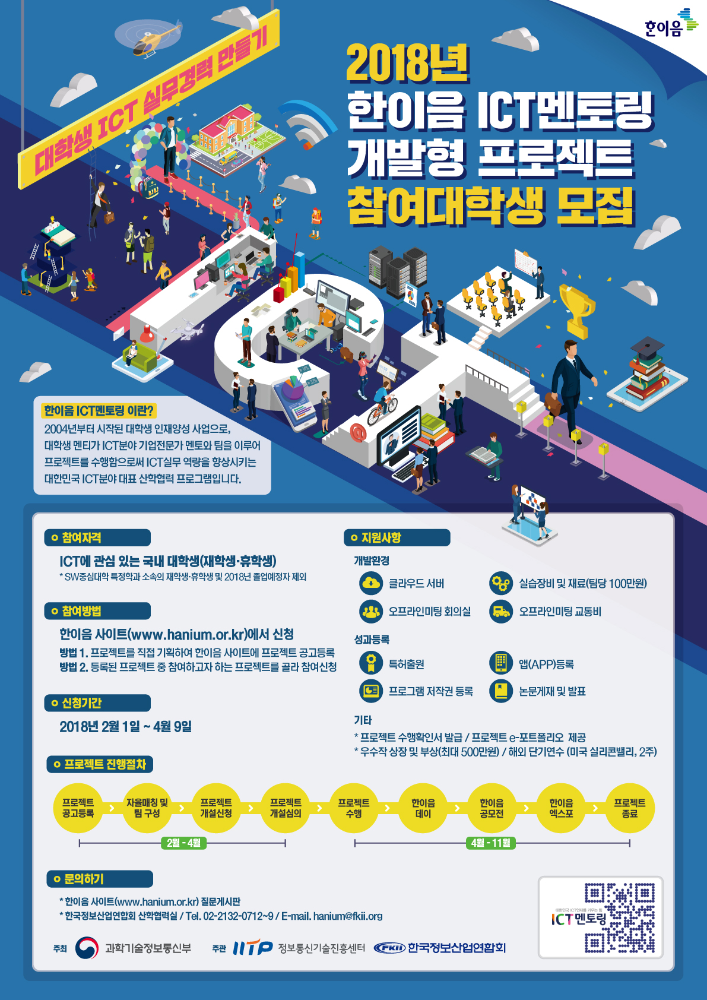 한이음
대학생 ICT 실무경력 만들기
2018년
한이음 ICT멘토링
개발형 프로젝트
참여대학생 모집
한이음 ICT멘토링 이란?
2004년부터 시작된 대학생 인재양성 사업으로,
대학생 멘티가 ICT분야 기업전문가 멘토와 팀을 이루어
프로젝트를 수행함으로써 ICT실무 역량을 향상시키는
대한민국 ICT분야 대표 산학협력 프로그램입니다.
참여자격
ICT에 관심 있는 국내 대학생(재학생·휴학생)
* SW중심대학 특정학과 소속의 재학생·휴학생 및 2018년 졸업예정자 제외
참여방법
한이음 사이트(www.hanium.or.kr)에서 신청
방법 1. 프로젝트를 직접 기획하여 한이음 사이트에 프로젝트 공고등록
방법 2. 등록된 프로젝트 중 참여하고자 하는 프로젝트를 골라 참여신청
신청기간
2018년 2월 1일 ~ 4월 9일
지원사항
개발환경
클라우드 서버
실습장비 및 재료(팀당 100만원)
오프라인미팅 회의실
오프라인미팅 교통비
성과등록
특허출원
앱(APP)등록
프로그램 저작권 등록
논문게재 및 발표
기타
* 프로젝트 수행확인서 발급 / 프로젝트 e-포트폴리오 제공
* 우수작 상장 및 부상(최대 500만원) / 해외 단기연수 (미국 실리콘밸리, 2주)
프로젝트 진행절차
프로젝트
공고등록
자율매칭 및
팀 구성
프로젝트
개설신청
프로젝트
개설심의
프로젝트
수행
한이음
데이
한이음
공모전
한이음
엑스포
프로젝트
종료
2월 - 4월
4월 - 11월
문의하기
* 한이음 사이트(www.hanium.or.kr) 질문게시판
* 한국정보산업연합회 산학협력실 / Tel. 02-2132-0712~9 / E-mail. hanium@fkii.org
주최 과학기술정보통신부 주관 IITP 정보통신기술진흥센터 FKII 한국정보산업연합회
대한민국 ICT인재를 키우는 힘
ICT멘토링